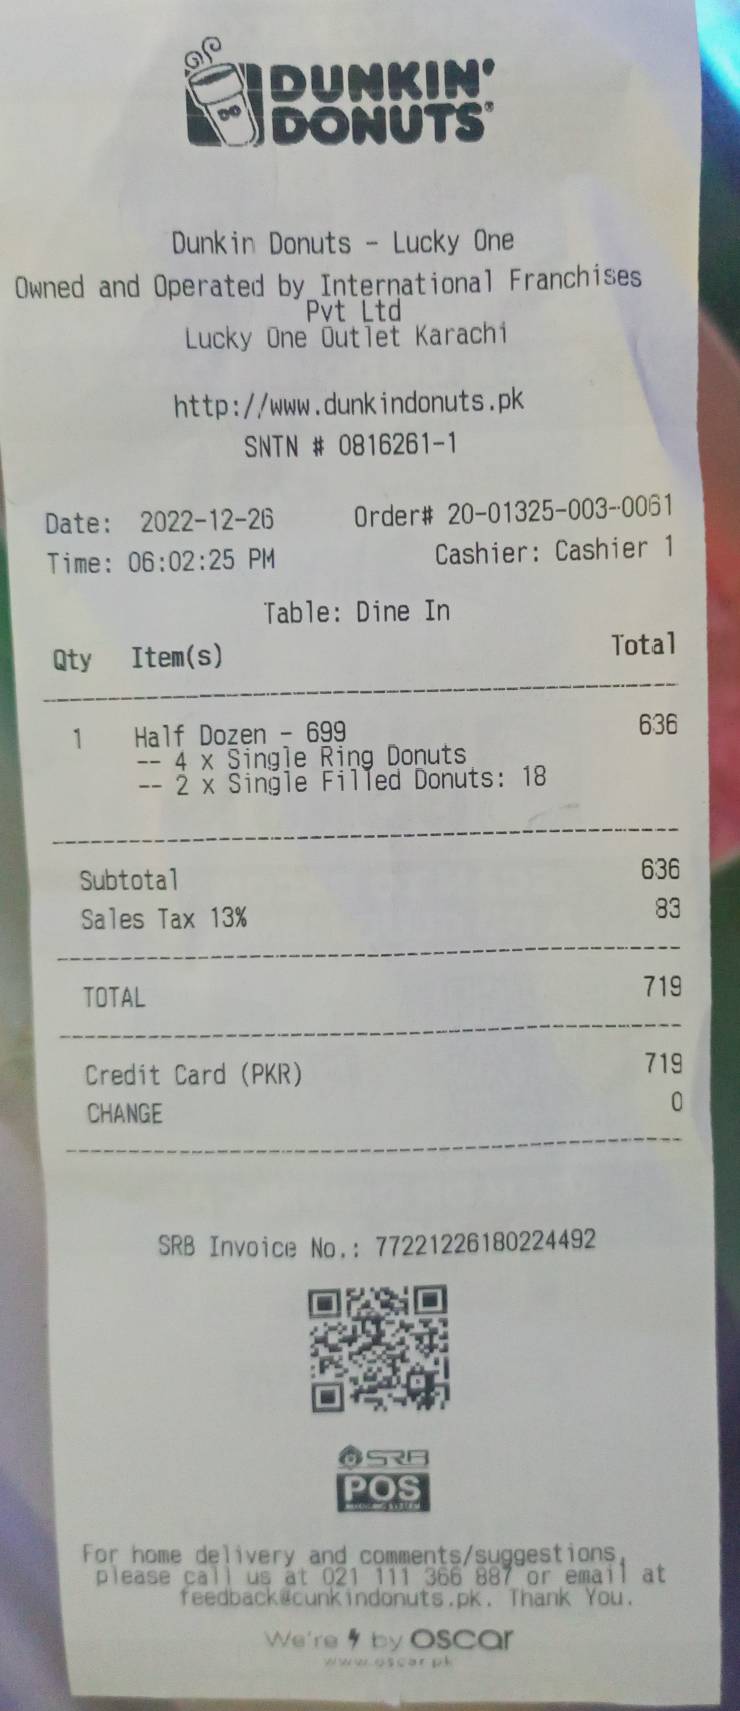 DUNKIN'
DONUTS®
Dunkin Donuts - Lucky One
Owned and Operated by International Franchises
Pvt Ltd
Lucky One Outlet Karachi
http://www.dunkindonuts.pk
SNTN # 0816261-1
Date: 2022-12-26 Order# 20-01325-003-0061
Time: 06:02:25 PM Cashier: Cashier 1
Table: Dine In
Qty Item(s) Total
1 Half Dozen - 699 636
-- 4 x Single Ring Donuts
-- 2 x Single Filled Donuts: 18
Subtotal 636
Sales Tax 13% 83
TOTAL 719
Credit Card (PKR) 719
CHANGE 0
SRB Invoice No.: 77221226180224492
SRB
POS
For home delivery and comments/suggestions,
please call us at 021 111 366 887 or email at
feedback@cunkindonuts.pk. Thank You.
We're by oscar
www.oscar.pk